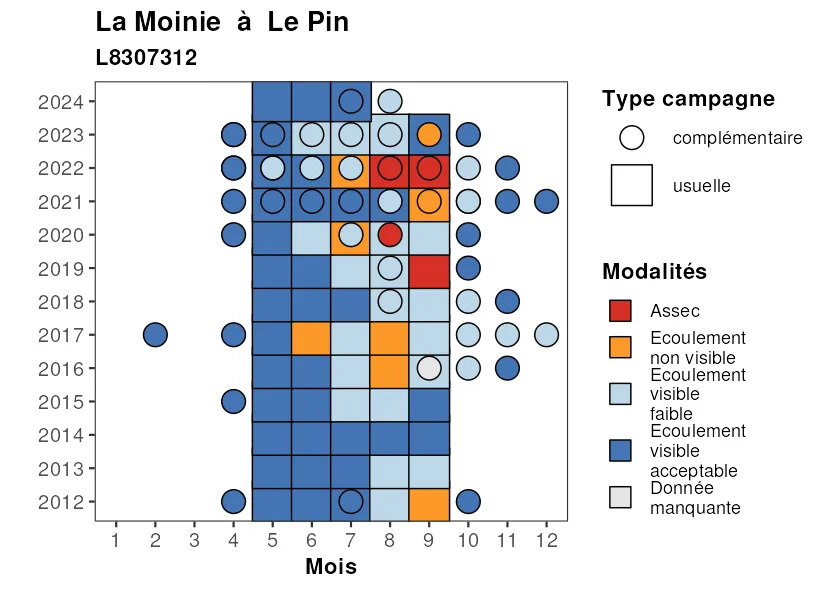 La Moinie à Le Pin
L8307312
2024
2023
2022
2021
2020
2019
2018
2017
2016
2015
2014
2013
2012
1 2 3 4 5 6 7 8 9 10 11 12
Mois
Type campagne
complémentaire
usuelle
Modalités
Assec
Ecoulement
non visible
Ecoulement
visible
faible
Ecoulement
visible
acceptable
Donnée
manquante